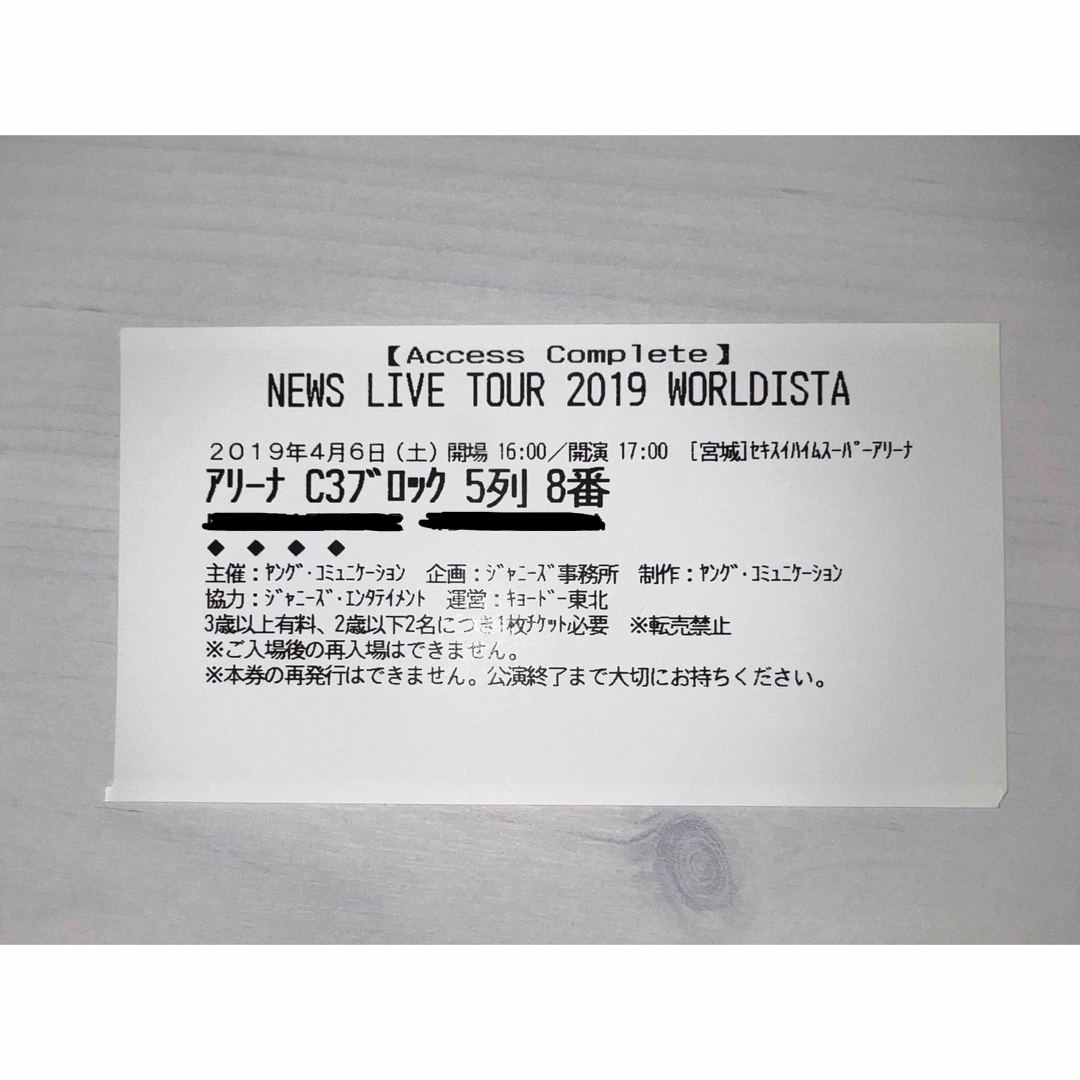 【Access Complete】
NEWS LIVE TOUR 2019 WORLDISTA
２０１９年４月６日（土）開場 16:00／開演 17:00 [宮城]ｾｷｽｲﾊｲﾑｽｰﾊﾟｰｱﾘｰﾅ
ｱﾘｰﾅ C3ﾌﾞﾛｯｸ 5列 8番
◆ ◆ ◆ ◆
主催：ﾔﾝｸﾞ･ｺﾐｭﾆｹｰｼｮﾝ 企画：ｼﾞｬﾆｰｽﾞ事務所 制作：ﾔﾝｸﾞ･ｺﾐｭﾆｹｰｼｮﾝ
協力：ｼﾞｬﾆｰｽﾞ･ｴﾝﾀﾃｲﾒﾝﾄ 運営：ｷｮｰﾄﾞｰ東北
3歳以上有料、2歳以下2名につき1枚ﾁｹｯﾄ必要 ※転売禁止
※ご入場後の再入場はできません。
※本券の再発行はできません。公演終了まで大切にお持ちください。